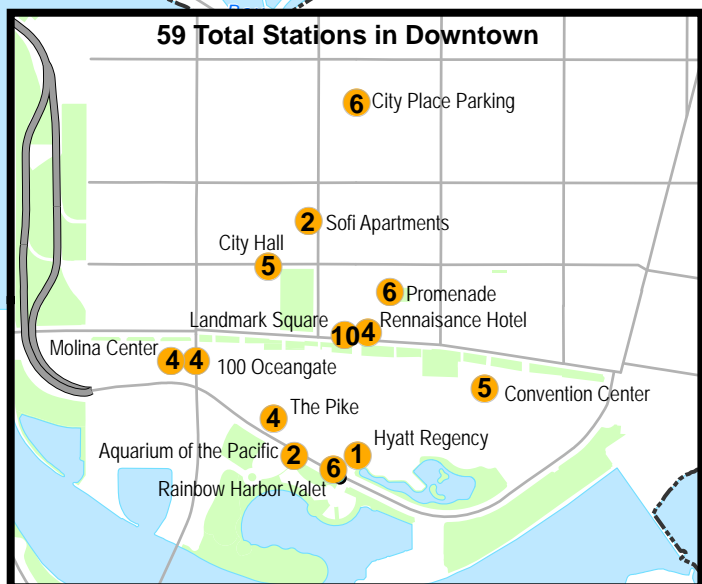 59 Total Stations in Downtown
6 City Place Parking
2 Sofi Apartments
City Hall
5
6 Promenade
Landmark Square 10 4 Rennaisance Hotel
Molina Center 4 4 100 Oceangate
5 Convention Center
The Pike
4
Hyatt Regency
1
Aquarium of the Pacific 2
6
Rainbow Harbor Valet